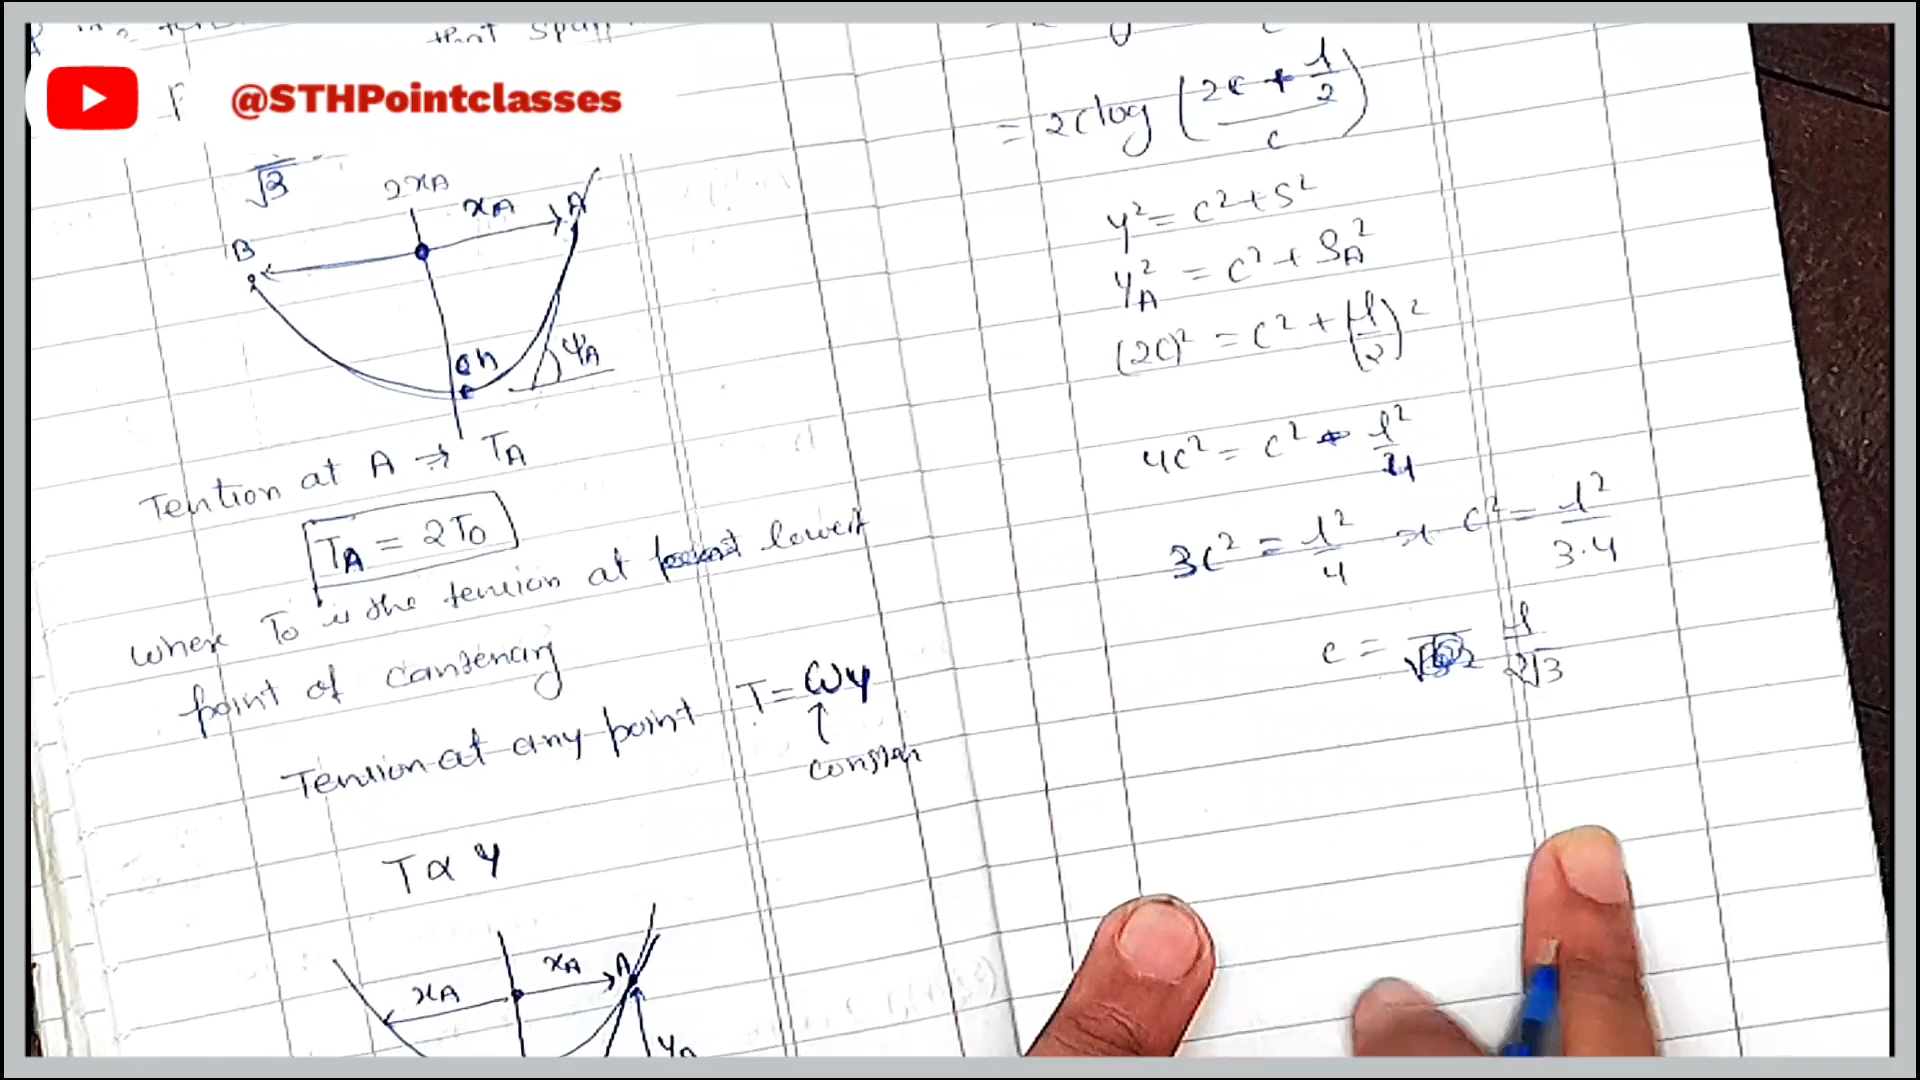 that
@STHPointclasses
√3
2xA
xA
A
B
ψA
Tention at A ⇒ TA
TA = 2T0
where T0 is the tension at lowest
point of cantenary
Tension at any point T = ωy
↑
T ∝ y
xA
xA
A
yA
= 2c log ( (2c + l/2) / c )
y² = c² + s²
yA² = c² + SA²
(2c)² = c² + (l/2)²
4c² = c² + l²/4
3c² = l²/4 ⇒ c² = l²/3·4
c = l/2√3